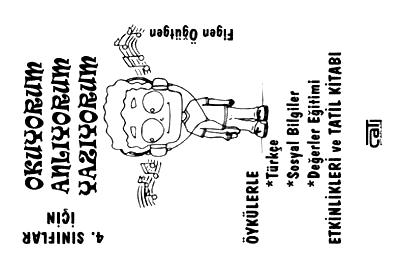 4. SINIFLAR
İÇİN
OKUYORUM
ANLIYORUM
YAZIYORUM
Figen Öğütgen
ÖYKÜLERLE
*Türkçe
*Sosyal Bilgiler
*Değerler Eğitimi
ETKİNLİKLERİ ve TATİL KİTABI
çatı